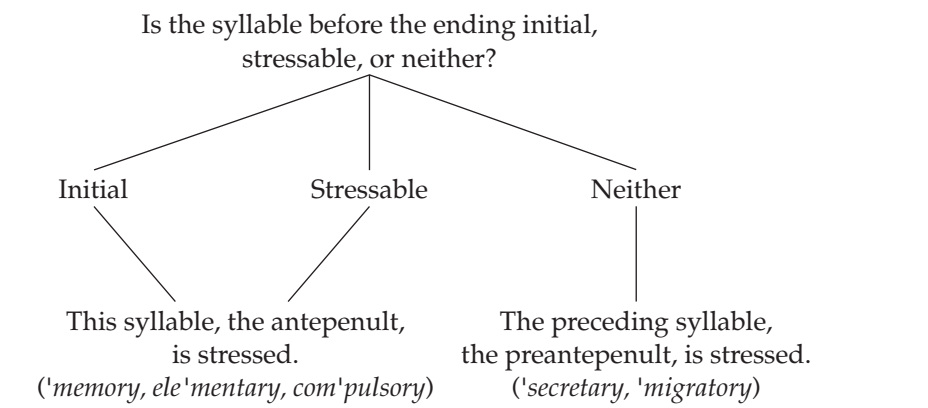 Is the syllable before the ending initial,
stressable, or neither?
Initial
Stressable
Neither
This syllable, the antepenult,
is stressed.
('memory, ele'mentary, com'pulsory)
The preceding syllable,
the preantepenult, is stressed.
('secretary, 'migratory)